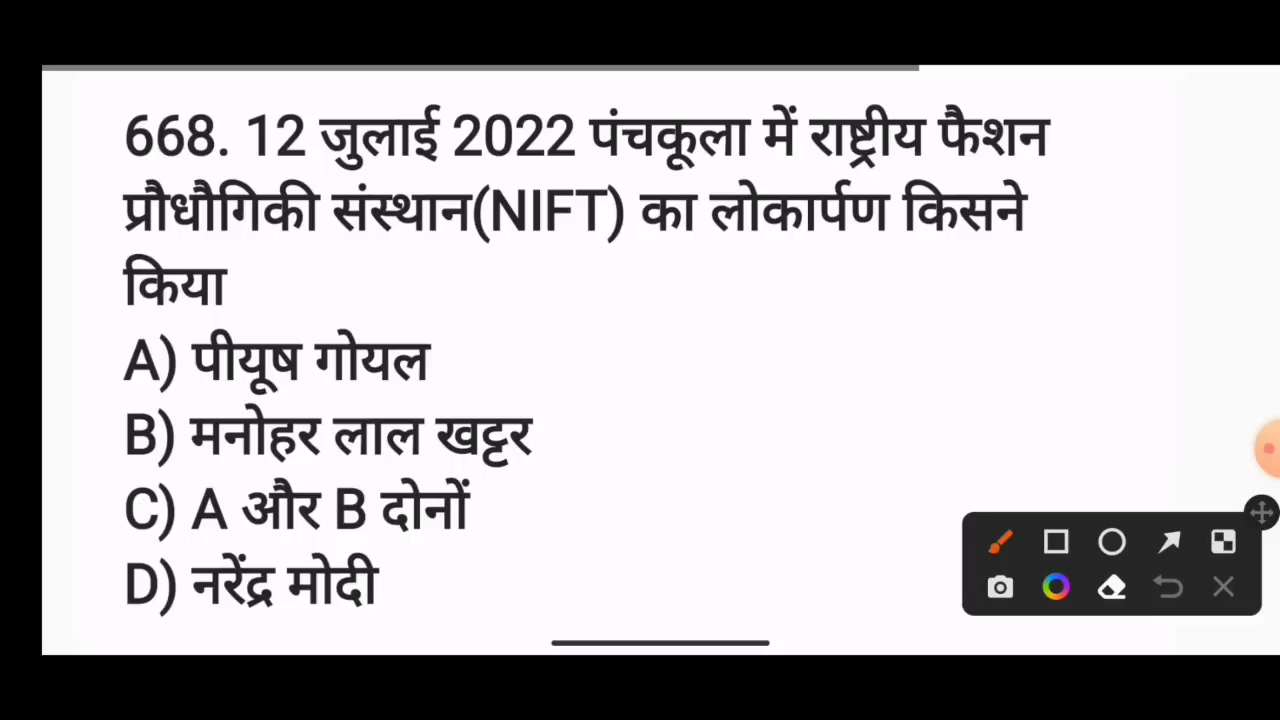 668. 12 जुलाई 2022 पंचकूला में राष्ट्रीय फैशन
प्रौधौगिकी संस्थान(NIFT) का लोकार्पण किसने
किया
A) पीयूष गोयल
B) मनोहर लाल खट्टर
C) A और B दोनों
D) नरेंद्र मोदी